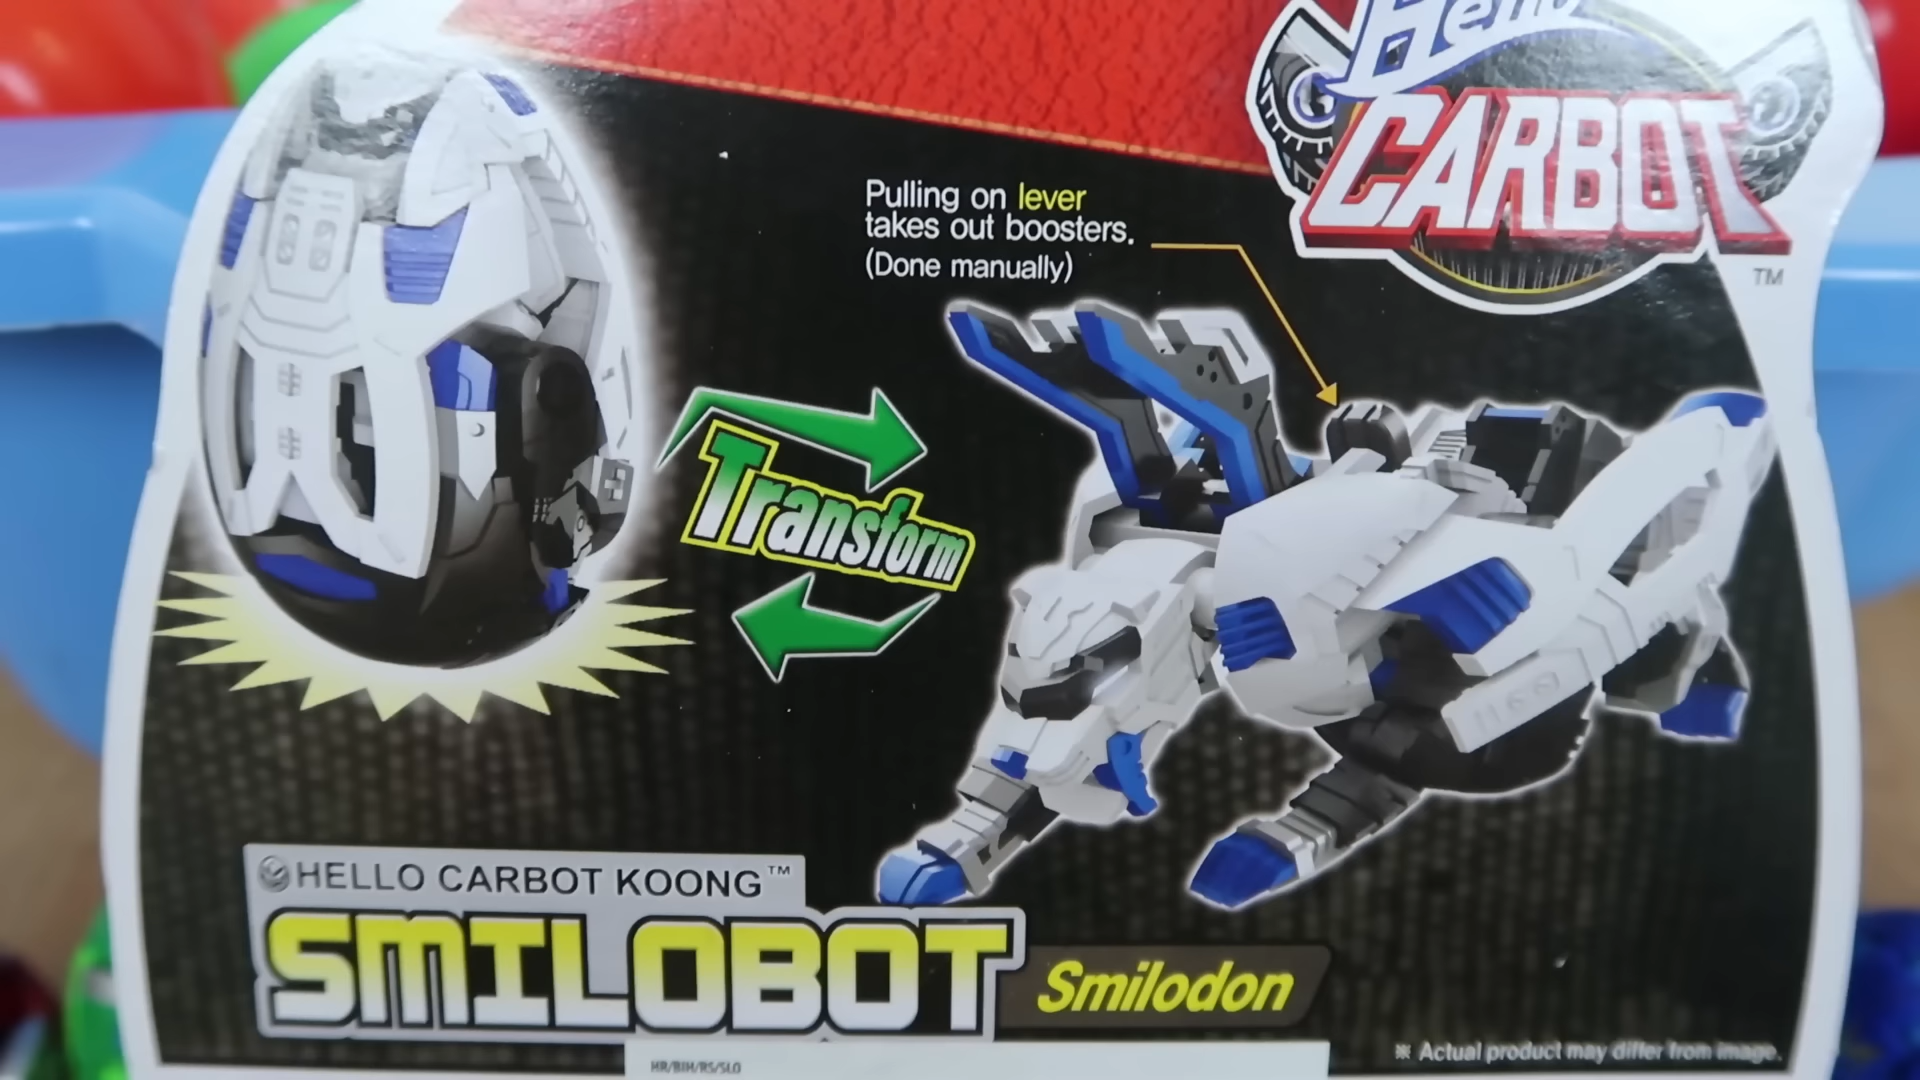 Hello
CARBOT
TM
Pulling on lever
takes out boosters.
(Done manually)
Transform
HELLO CARBOT KOONG™
SMILOBOT
Smilodon
※ Actual product may differ from image.
HR/BIH/RS/SLO